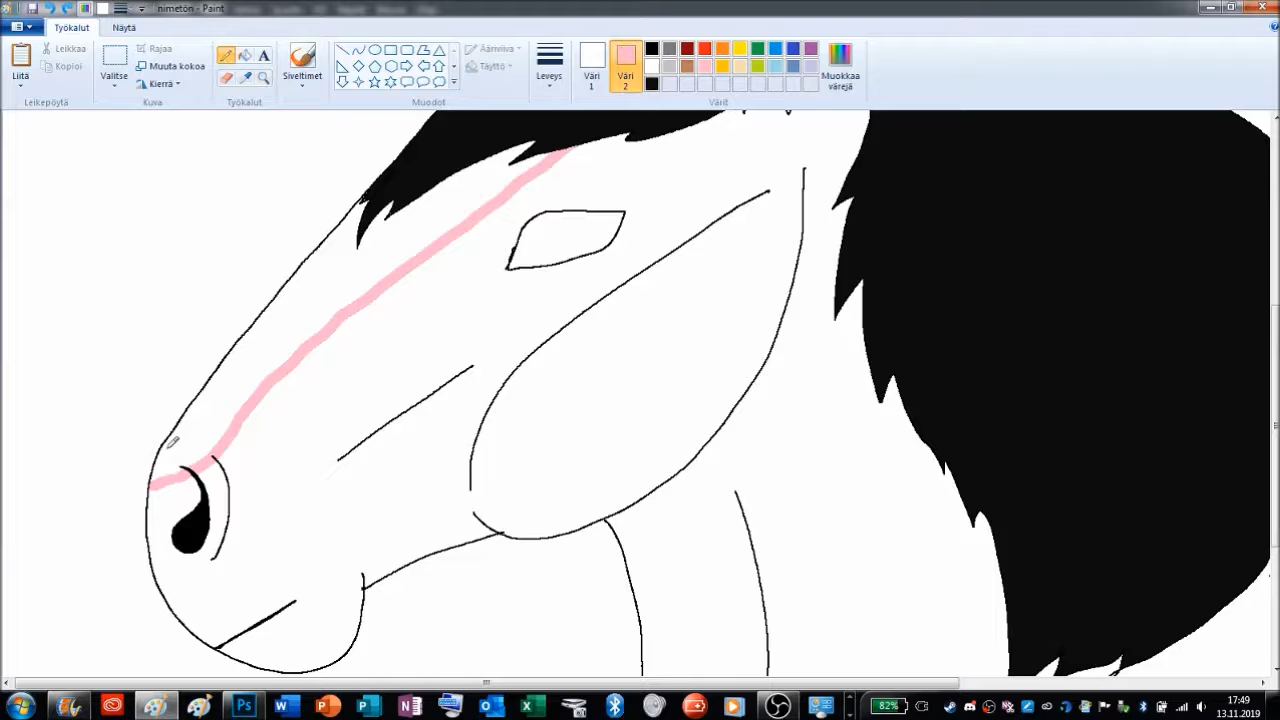 nimetön - Paint
Työkalut
Näytä
Liitä
Leikkaa
Kopioi
Leikepöytä
Valitse
Rajaa
Muuta kokoa
Kierrä
Kuva
A
Työkalut
Siveltimet
Ääriviiva
Täyttö
Muodot
Leveys
Väri
1
Väri
2
Värit
Muokkaa
värejä
82%
17:49
13.11.2019